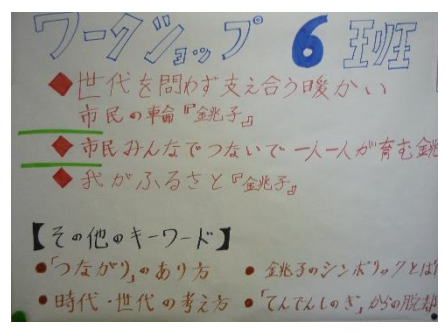 ワークショップ 6 班
◆世代を問わず支え合う暖かい
市民の輪『銚子』
◆市民みんなでつないで一人一人が育む銚
◆我がふるさと『銚子』
【その他のキーワード】
●「つながり」のあり方 ●銚子のシンボリックとは
●時代・世代の考え方 ●「てんでんしのぎ」からの脱却